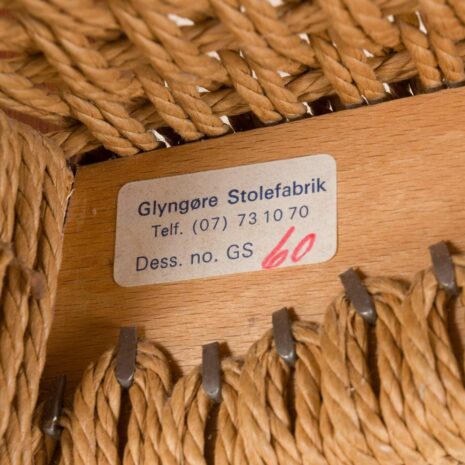 Glyngøre Stolefabrik
Telf. (07) 73 10 70
Dess. no. GS 60